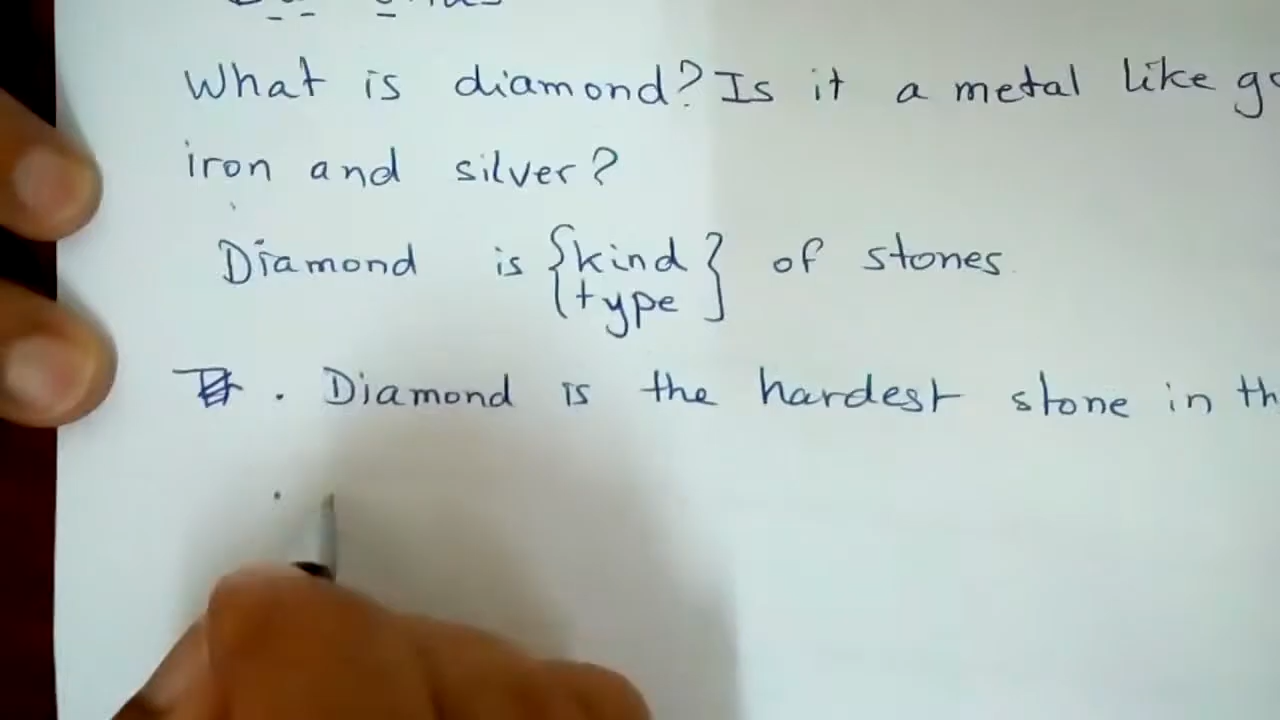 What is diamond? Is it a metal like
iron and silver?
Diamond is {kind} of stones
{type}
. Diamond is the hardest stone in
.